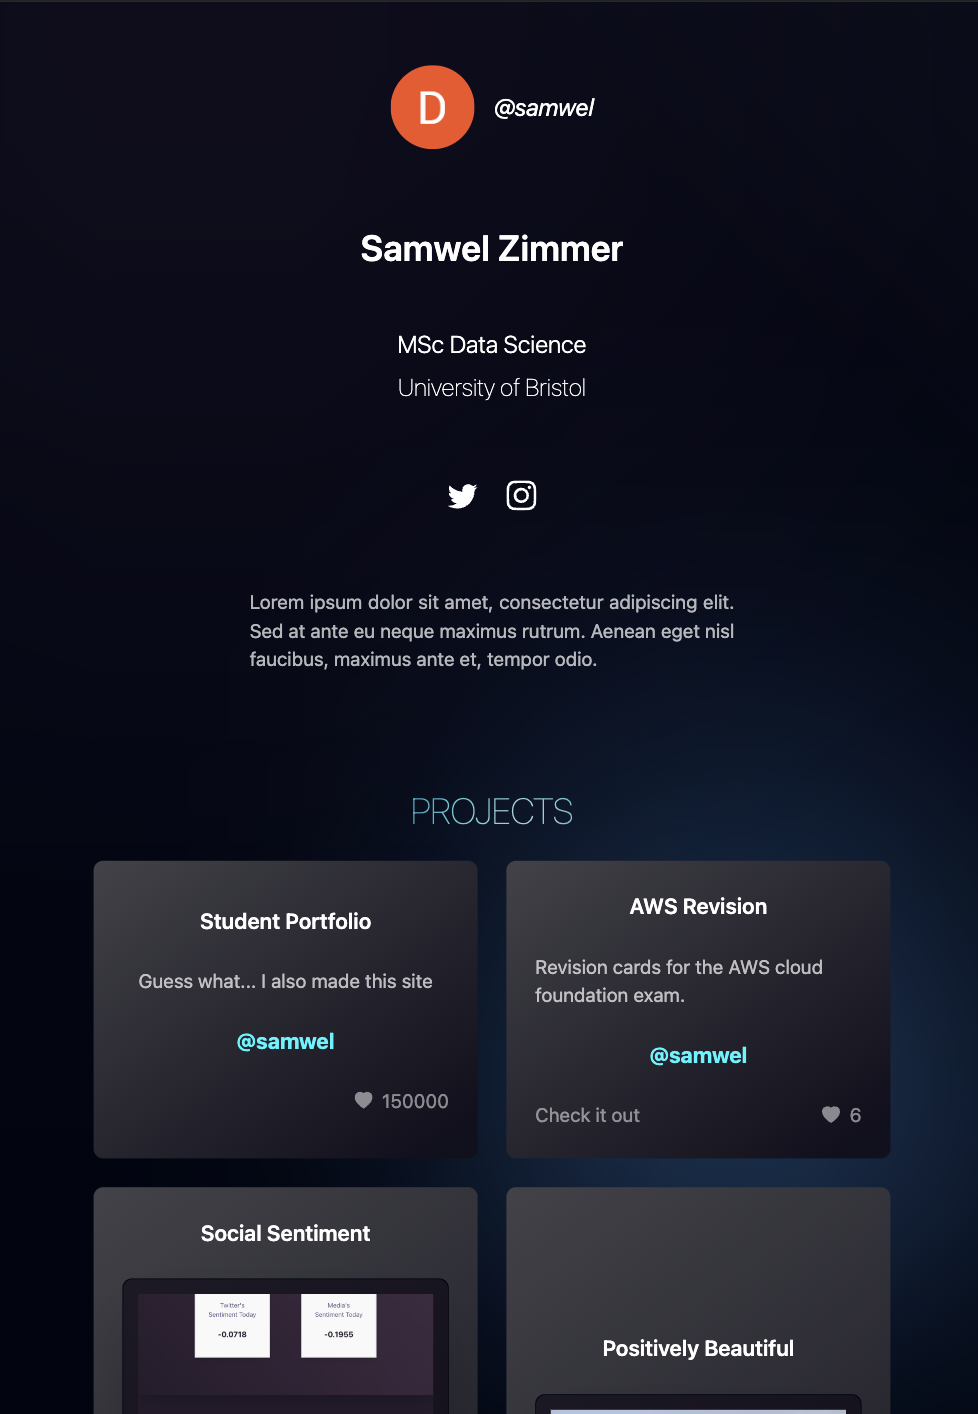 D
@samwel
Samwel Zimmer
MSc Data Science
University of Bristol
Lorem ipsum dolor sit amet, consectetur adipiscing elit.
Sed at ante eu neque maximus rutrum. Aenean eget nisl
faucibus, maximus ante et, tempor odio.
PROJECTS
Student Portfolio
Guess what... I also made this site
@samwel
150000
AWS Revision
Revision cards for the AWS cloud
foundation exam.
@samwel
Check it out
6
Social Sentiment
Twitter's
Sentiment Today
-0.0718
Media's
Sentiment Today
-0.1955
Positively Beautiful